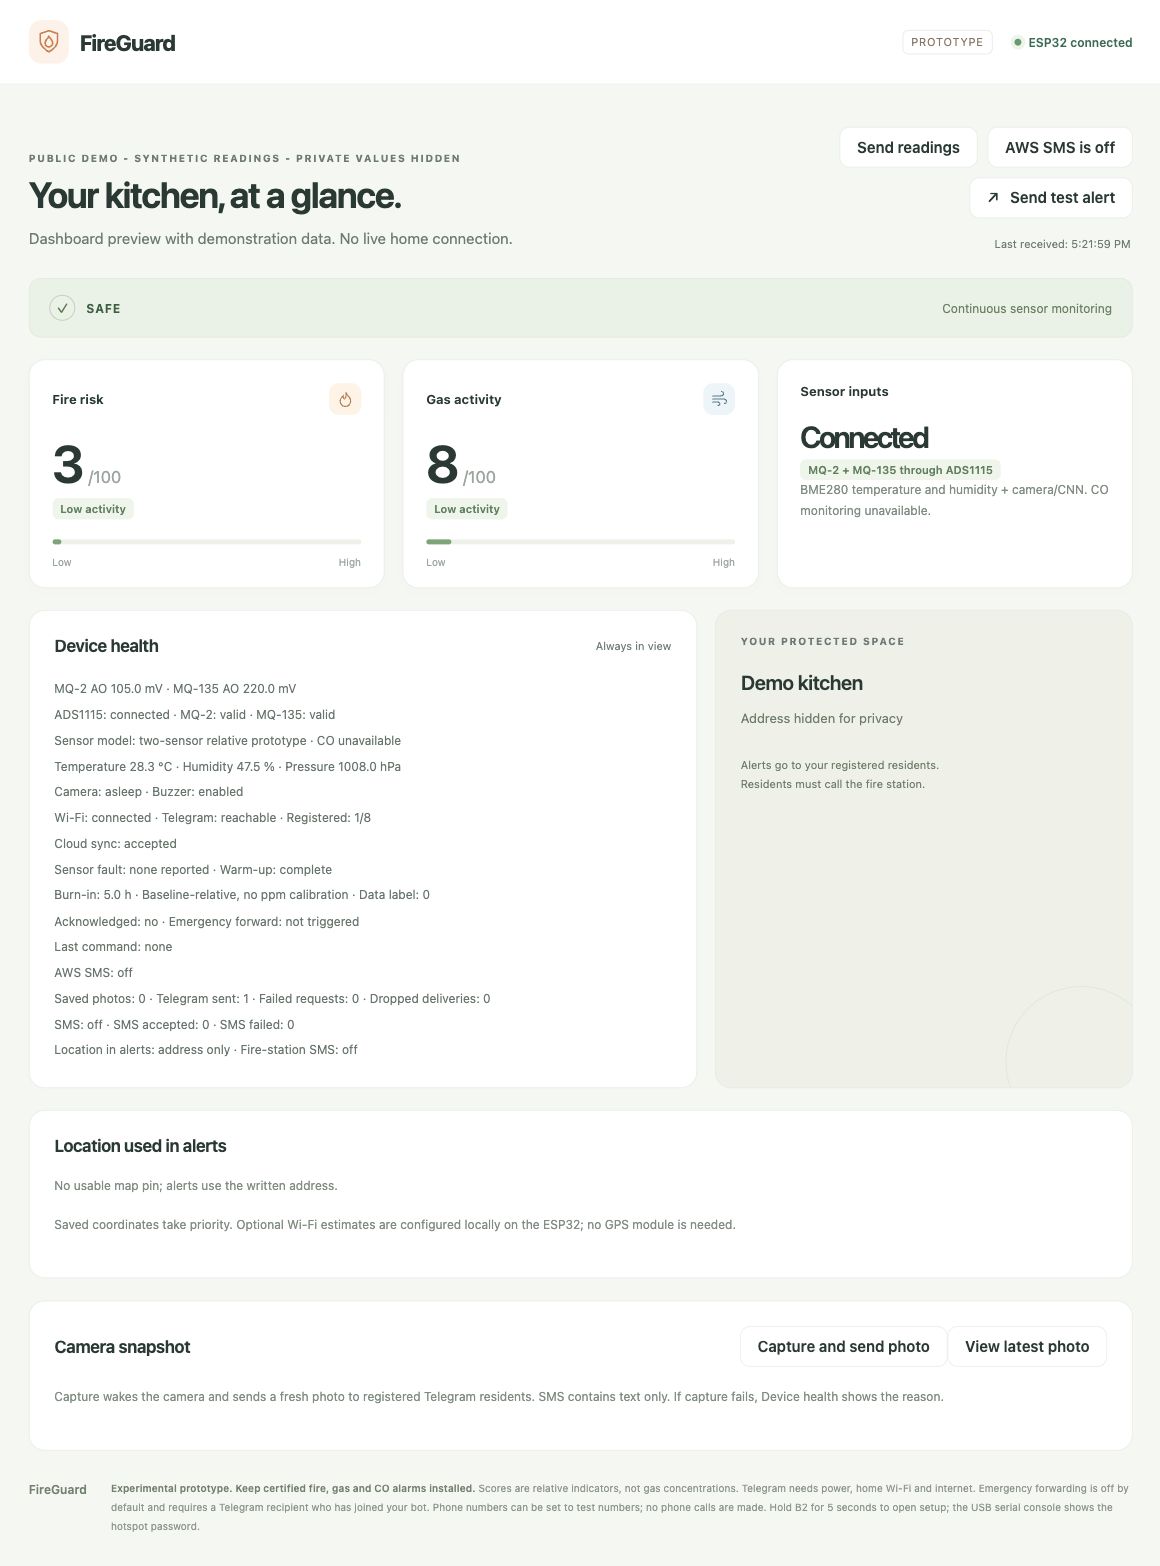 FireGuard
PROTOTYPE
ESP32 connected
Send readings
AWS SMS is off
PUBLIC DEMO - SYNTHETIC READINGS - PRIVATE VALUES HIDDEN
Your kitchen, at a glance.
Send test alert
Dashboard preview with demonstration data. No live home connection.
Last received: 5:21:59 PM
SAFE
Continuous sensor monitoring
Fire risk
3 /100
Low activity
Low
High
Gas activity
8 /100
Low activity
Low
High
Sensor inputs
Connected
MQ-2 + MQ-135 through ADS1115
BME280 temperature and humidity + camera/CNN. CO
monitoring unavailable.
Device health
Always in view
MQ-2 AO 105.0 mV · MQ-135 AO 220.0 mV
ADS1115: connected · MQ-2: valid · MQ-135: valid
Sensor model: two-sensor relative prototype · CO unavailable
Temperature 28.3 °C · Humidity 47.5 % · Pressure 1008.0 hPa
Camera: asleep · Buzzer: enabled
Wi-Fi: connected · Telegram: reachable · Registered: 1/8
Cloud sync: accepted
Sensor fault: none reported · Warm-up: complete
Burn-in: 5.0 h · Baseline-relative, no ppm calibration · Data label: 0
Acknowledged: no · Emergency forward: not triggered
Last command: none
AWS SMS: off
Saved photos: 0 · Telegram sent: 1 · Failed requests: 0 · Dropped deliveries: 0
SMS: off · SMS accepted: 0 · SMS failed: 0
Location in alerts: address only · Fire-station SMS: off
YOUR PROTECTED SPACE
Demo kitchen
Address hidden for privacy
Alerts go to your registered residents.
Residents must call the fire station.
Location used in alerts
No usable map pin; alerts use the written address.
Saved coordinates take priority. Optional Wi-Fi estimates are configured locally on the ESP32; no GPS module is needed.
Camera snapshot
Capture and send photo
View latest photo
Capture wakes the camera and sends a fresh photo to registered Telegram residents. SMS contains text only. If capture fails, Device health shows the reason.
FireGuard
Experimental prototype. Keep certified fire, gas and CO alarms installed. Scores are relative indicators, not gas concentrations. Telegram needs power, home Wi-Fi and internet. Emergency forwarding is off by
default and requires a Telegram recipient who has joined your bot. Phone numbers can be set to test numbers; no phone calls are made. Hold B2 for 5 seconds to open setup; the USB serial console shows the
hotspot password.